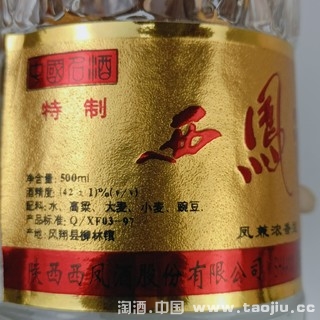 中國名酒
特制
西鳳
净含量: 500ml
酒精度: (42±1)%(v/v)
配料: 水、高粱、大麦、小麦、豌豆.
产品标准: Q/XF03-97
产地: 凤翔县柳林镇
凤兼浓香
陕西西凤酒股份有限公司
淘酒.中国 www.taojiu.cc